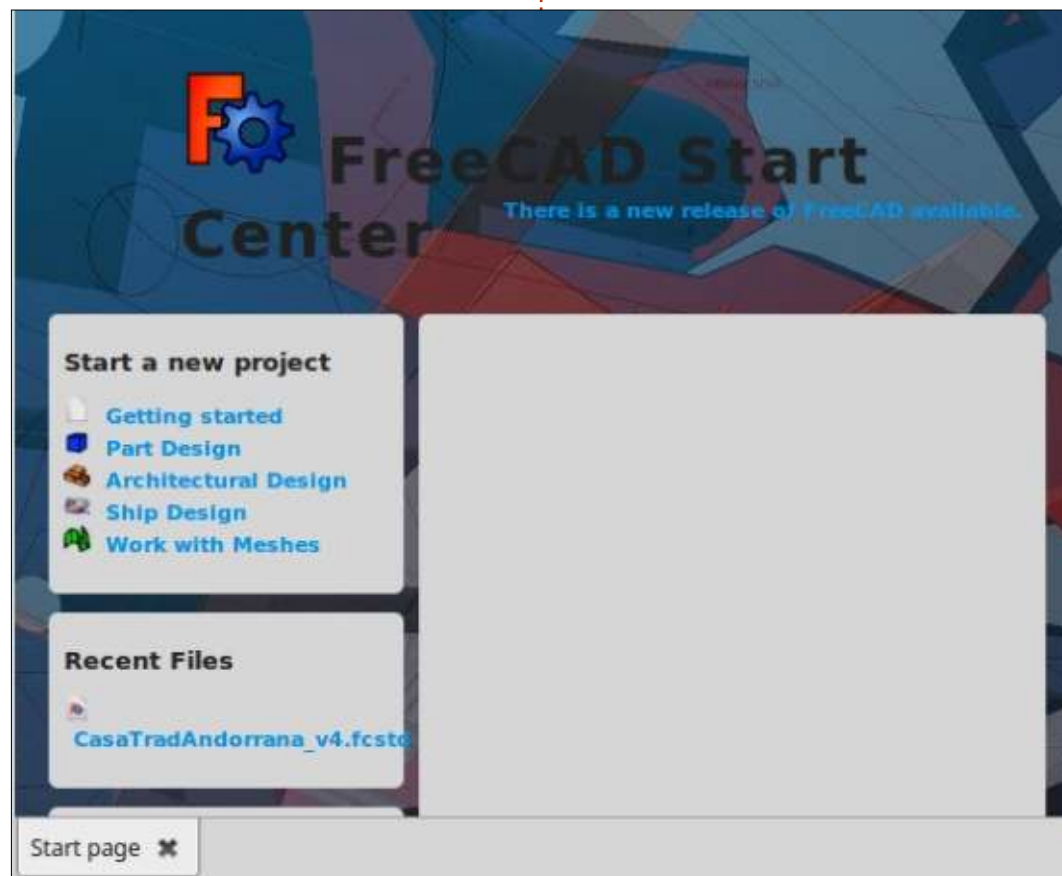 FreeCAD Start
Center
There is a new release of FreeCAD available.
Start a new project
Getting started
Part Design
Architectural Design
Ship Design
Work with Meshes
Recent Files
CasaTradAndorrana_v4.fcstd
Start page